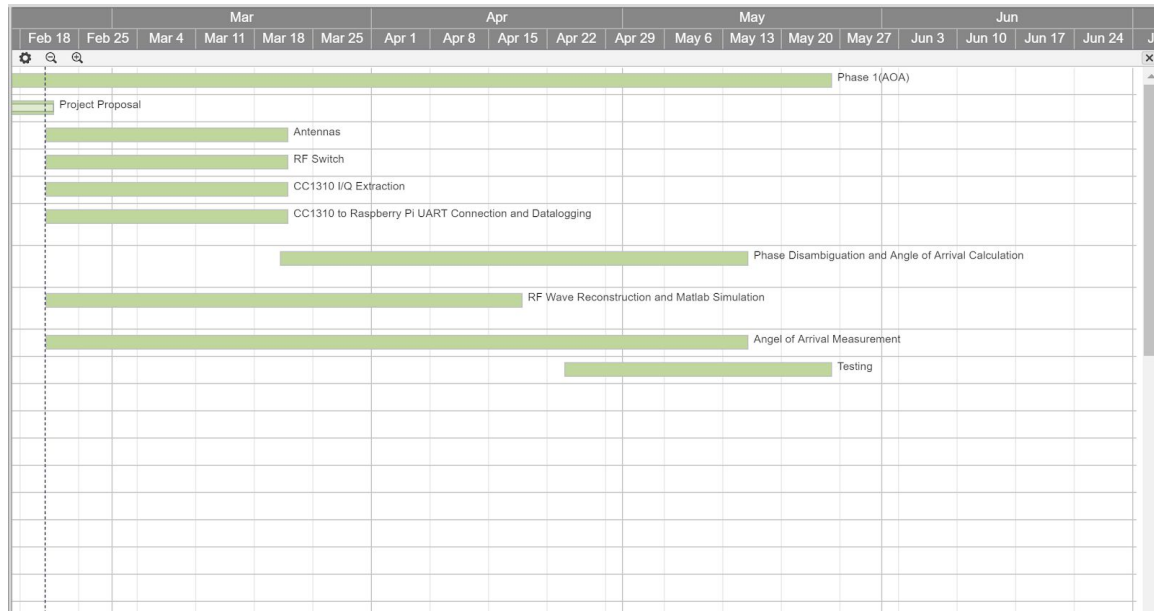 Mar Apr May Jun
Feb 18 Feb 25 Mar 4 Mar 11 Mar 18 Mar 25 Apr 1 Apr 8 Apr 15 Apr 22 Apr 29 May 6 May 13 May 20 May 27 Jun 3 Jun 10 Jun 17 Jun 24 J
Phase 1(AOA)
Project Proposal
Antennas
RF Switch
CC1310 I/Q Extraction
CC1310 to Raspberry Pi UART Connection and Datalogging
Phase Disambiguation and Angle of Arrival Calculation
RF Wave Reconstruction and Matlab Simulation
Angel of Arrival Measurement
Testing